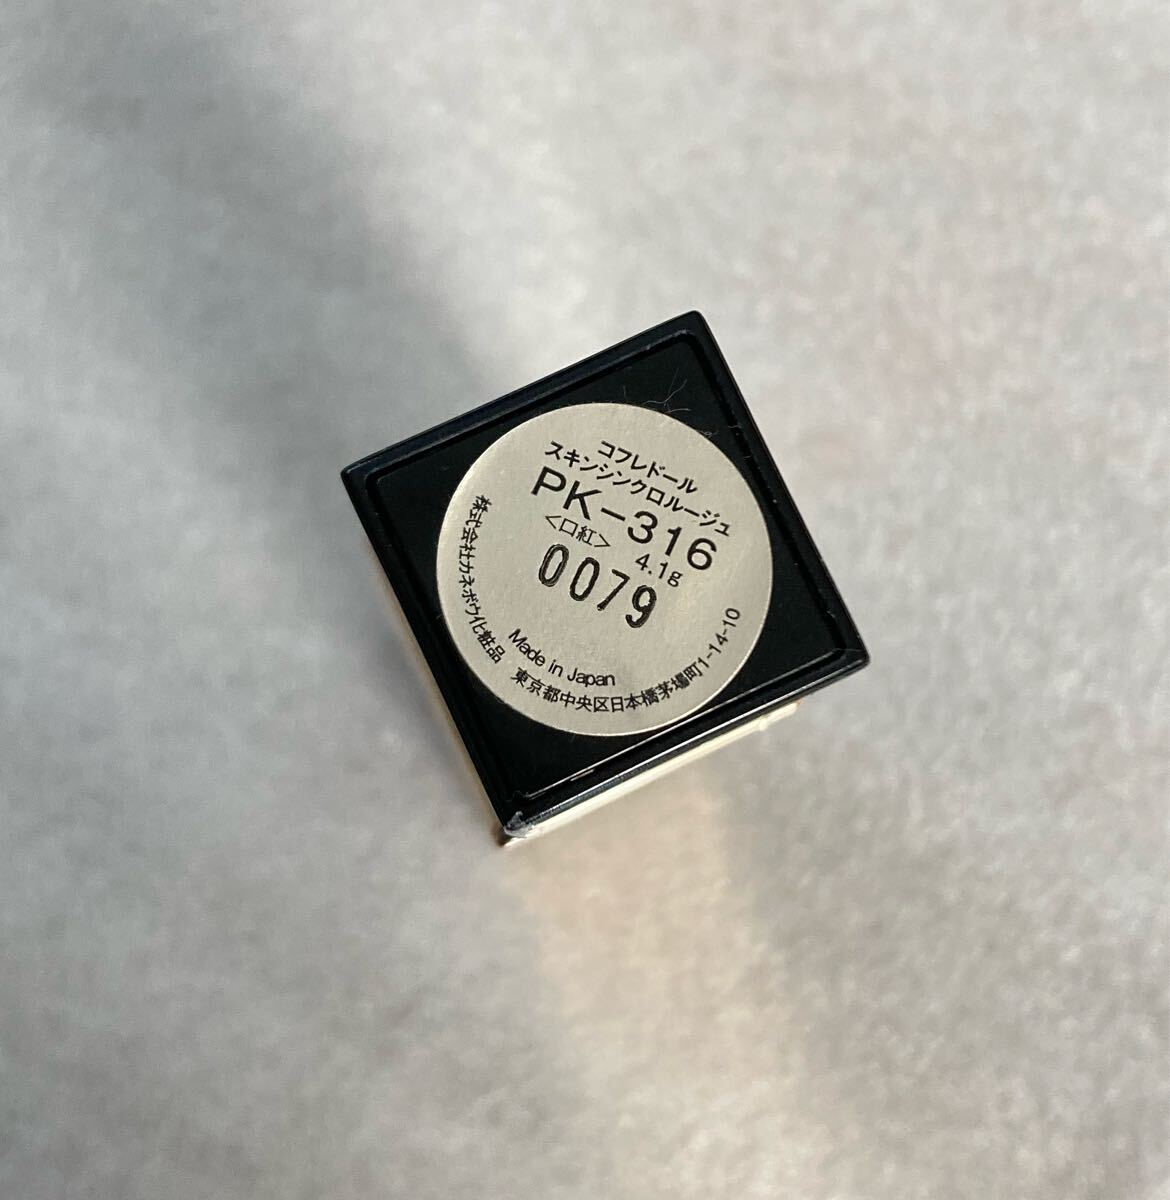 コフレドール
スキンシンクロルージュ
PK-316
<口紅> 4.1g
0079
Made in Japan
株式会社カネボウ化粧品
東京都中央区日本橋茅場町1-14-10